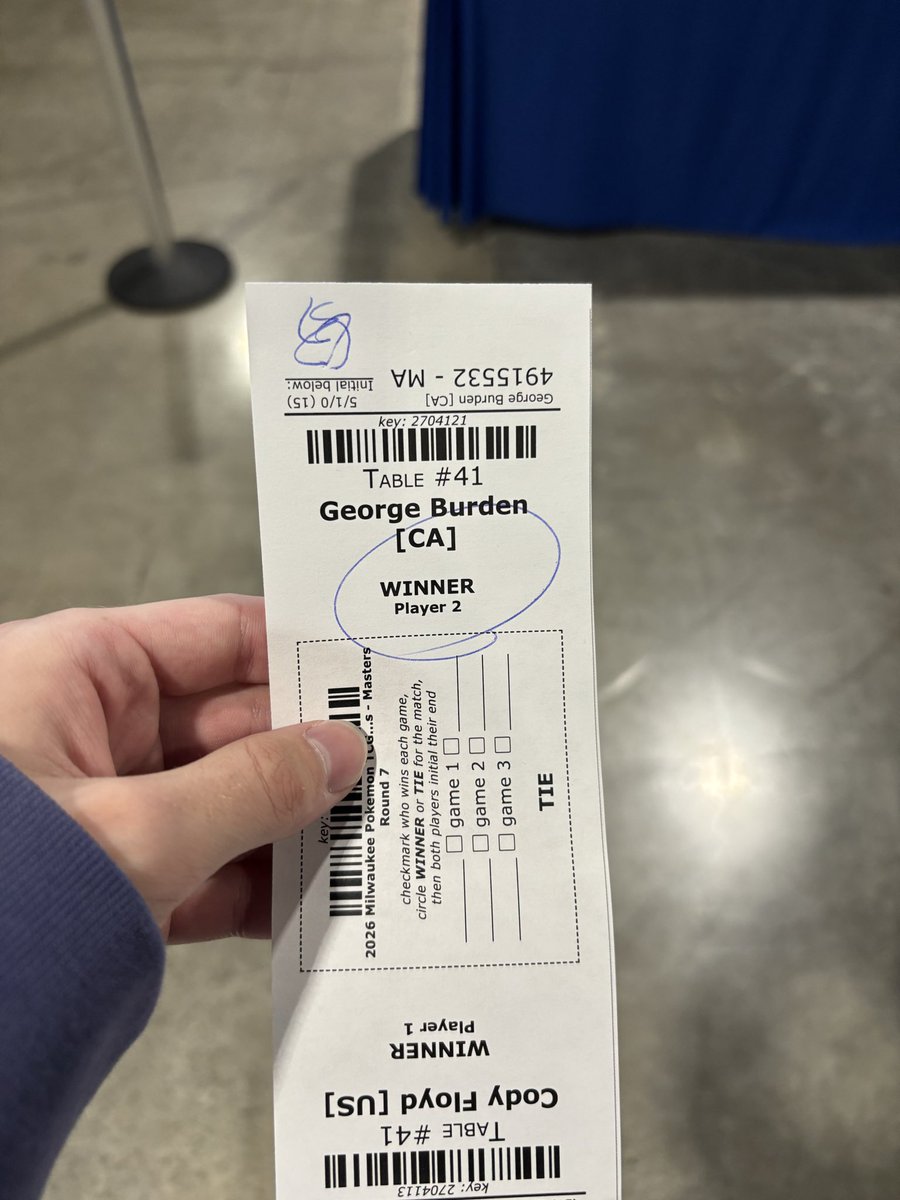 Initial below:
4915532 - MA
5/1/0 (15)
George Burden [CA]
key: 2704121
TABLE #41
George Burden
[CA]
WINNER
Player 2
key:
2026 Milwaukee Pokemon TCG...s - Masters
Round 7
checkmark who wins each game,
circle WINNER or TIE for the match,
then both players initial their end
game 1
game 2
game 3
TIE
Player 1
WINNER
Cody Floyd [US]
TABLE #41
key: 2704113